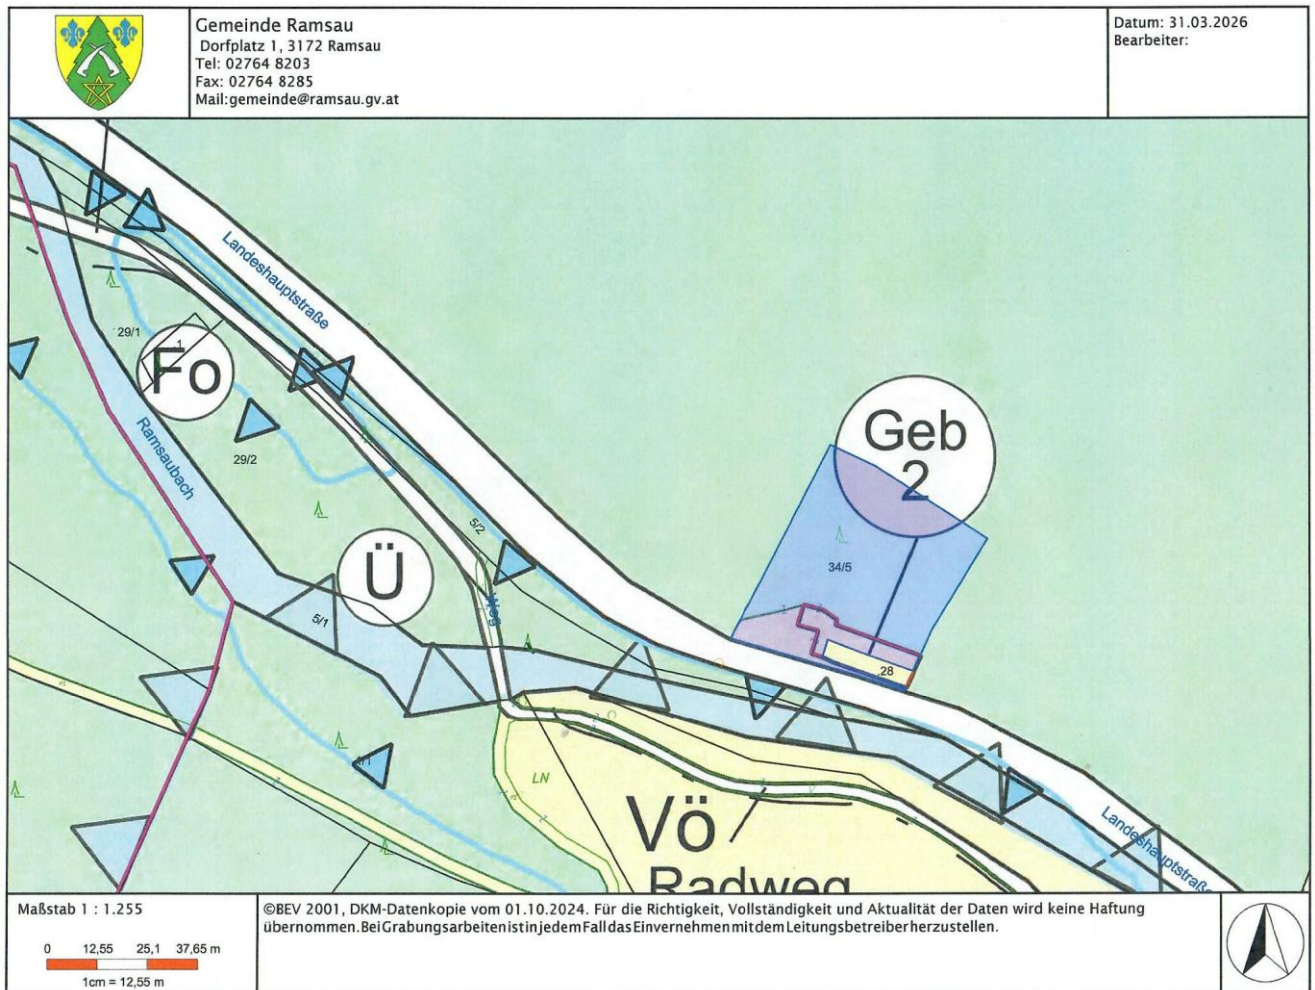 Gemeinde Ramsau
Dorfplatz 1, 3172 Ramsau
Tel: 02764 8203
Fax: 02764 8285
Mail:gemeinde@ramsau.gv.at
Datum: 31.03.2026
Bearbeiter:
Landeshauptstraße
29/1
.1
Fo
Ramsaubach
29/2
5/2
Geb
2
34/5
Ü
5/1
Weg
.28
LN
Vö
Radweg
Landeshauptstraße
Maßstab 1 : 1.255
0 12,55 25,1 37,65 m
1cm = 12,55 m
©BEV 2001, DKM-Datenkopie vom 01.10.2024. Für die Richtigkeit, Vollständigkeit und Aktualität der Daten wird keine Haftung
übernommen.BeiGrabungsarbeitenistinjedemFalldasEinvernehmenmitdemLeitungsbetreiberherzustellen.